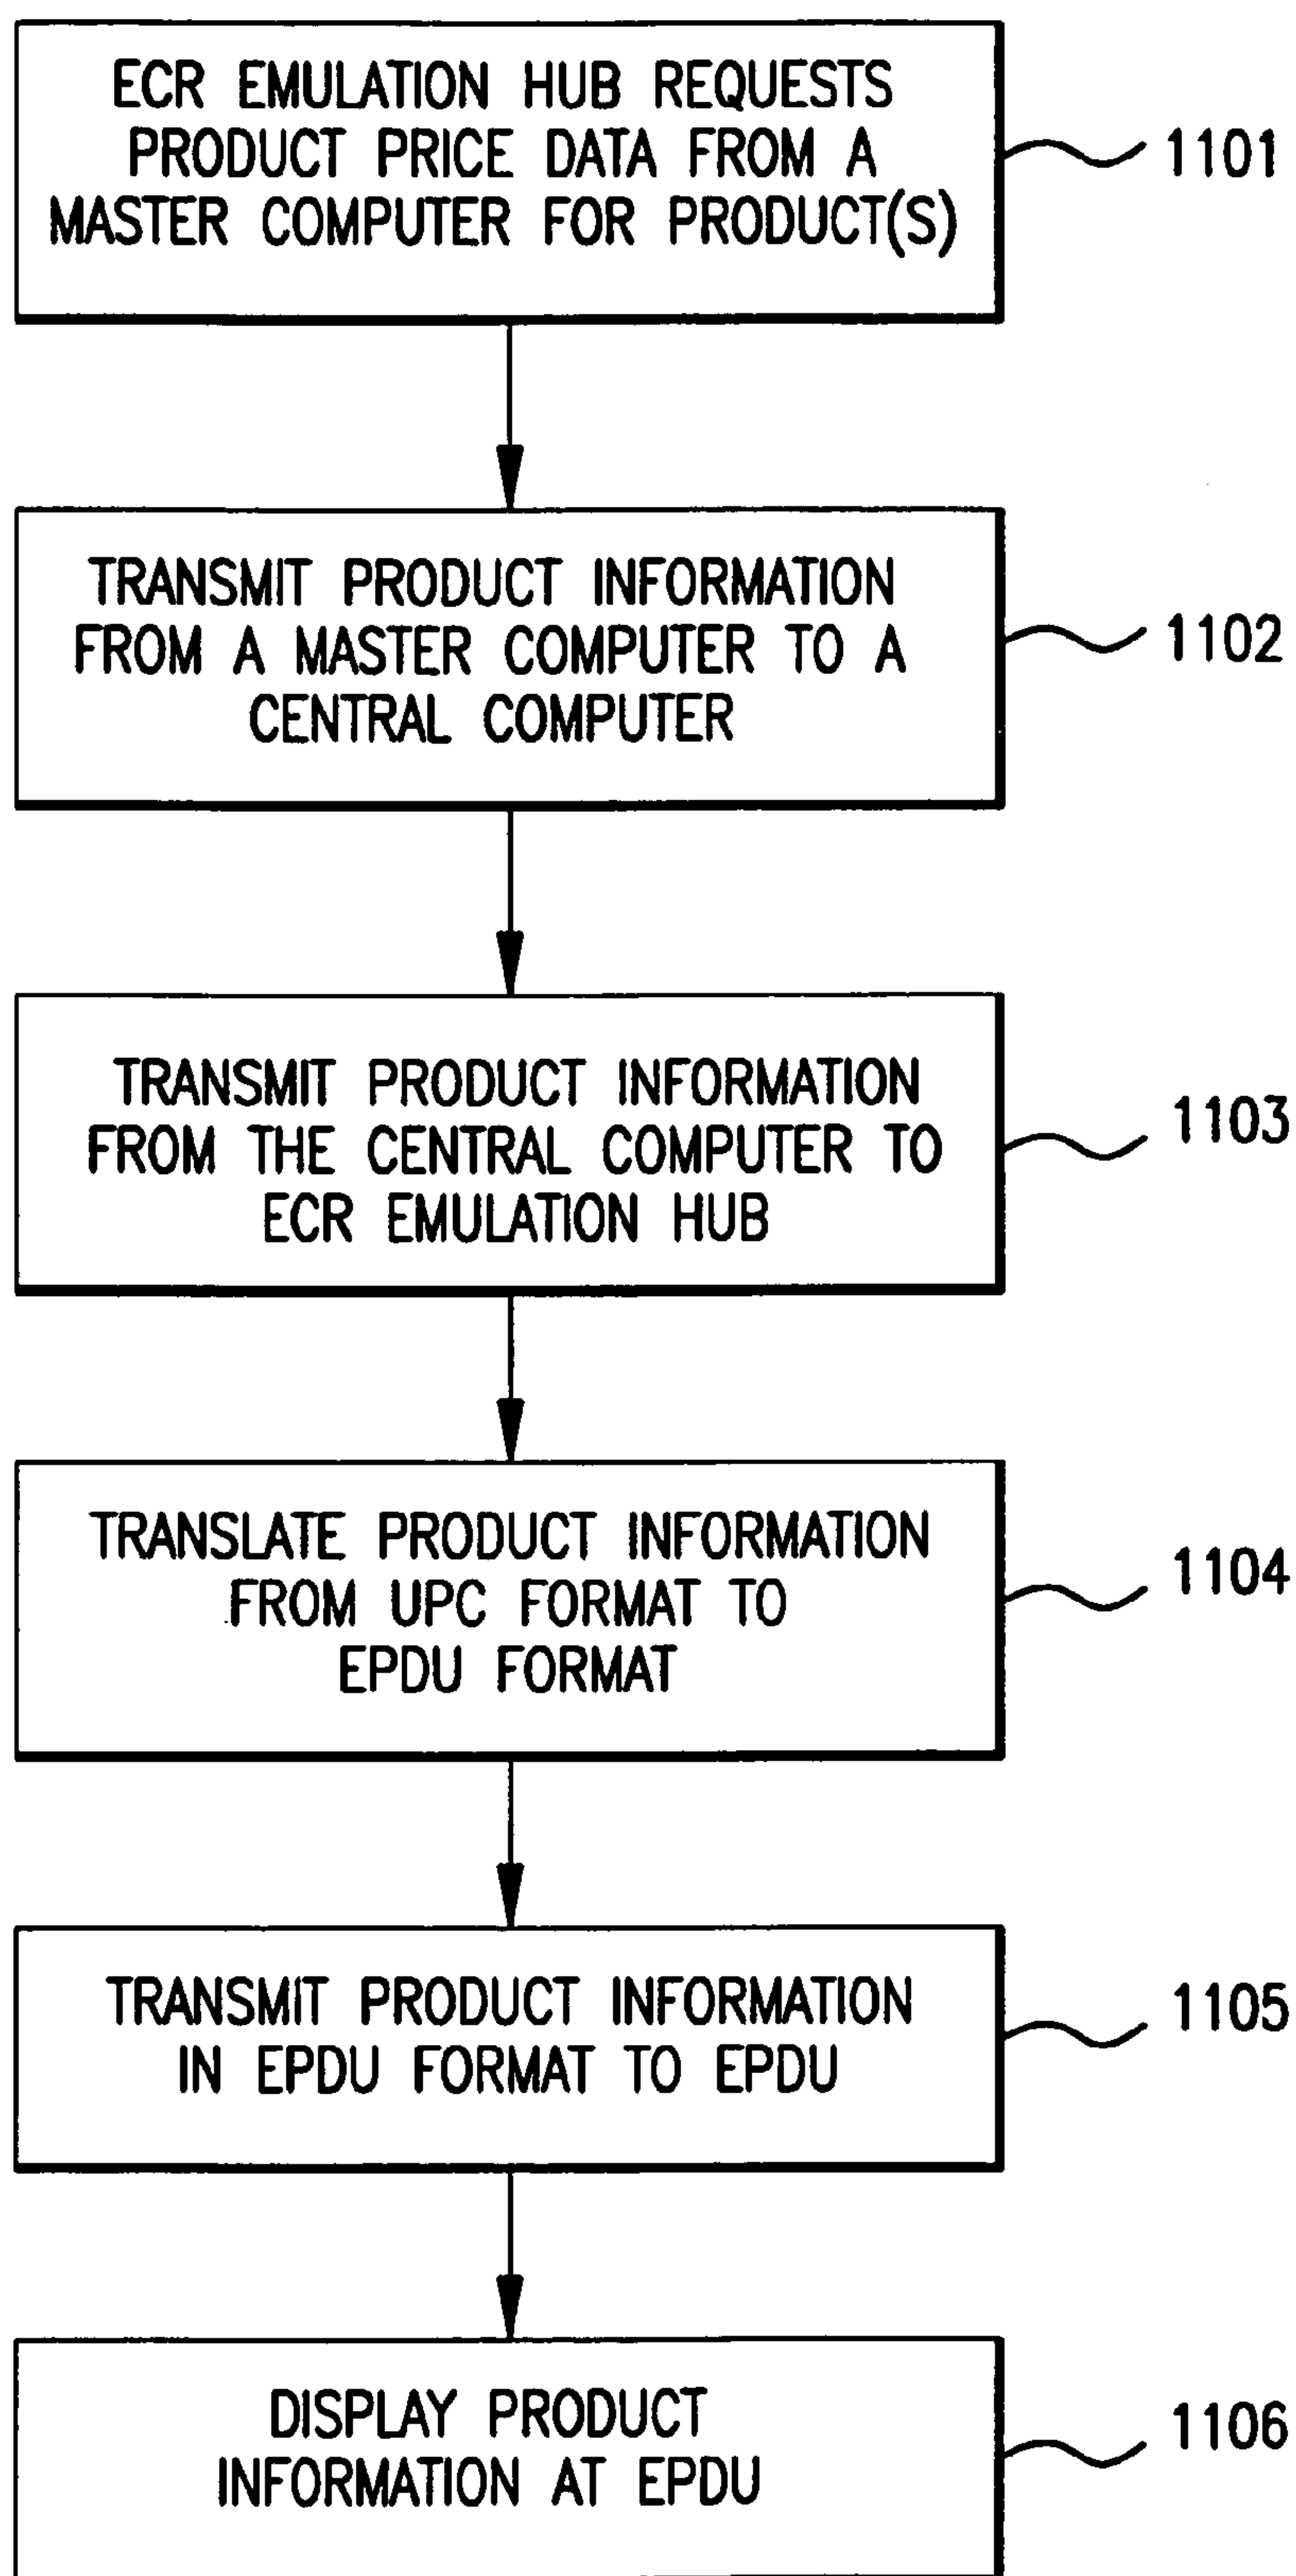 ECR EMULATION HUB REQUESTS
PRODUCT PRICE DATA FROM A
MASTER COMPUTER FOR PRODUCT(S)
1101
TRANSMIT PRODUCT INFORMATION
FROM A MASTER COMPUTER TO A
CENTRAL COMPUTER
1102
TRANSMIT PRODUCT INFORMATION
FROM THE CENTRAL COMPUTER TO
ECR EMULATION HUB
1103
TRANSLATE PRODUCT INFORMATION
FROM UPC FORMAT TO
EPDU FORMAT
1104
TRANSMIT PRODUCT INFORMATION
IN EPDU FORMAT TO EPDU
1105
DISPLAY PRODUCT
INFORMATION AT EPDU
1106